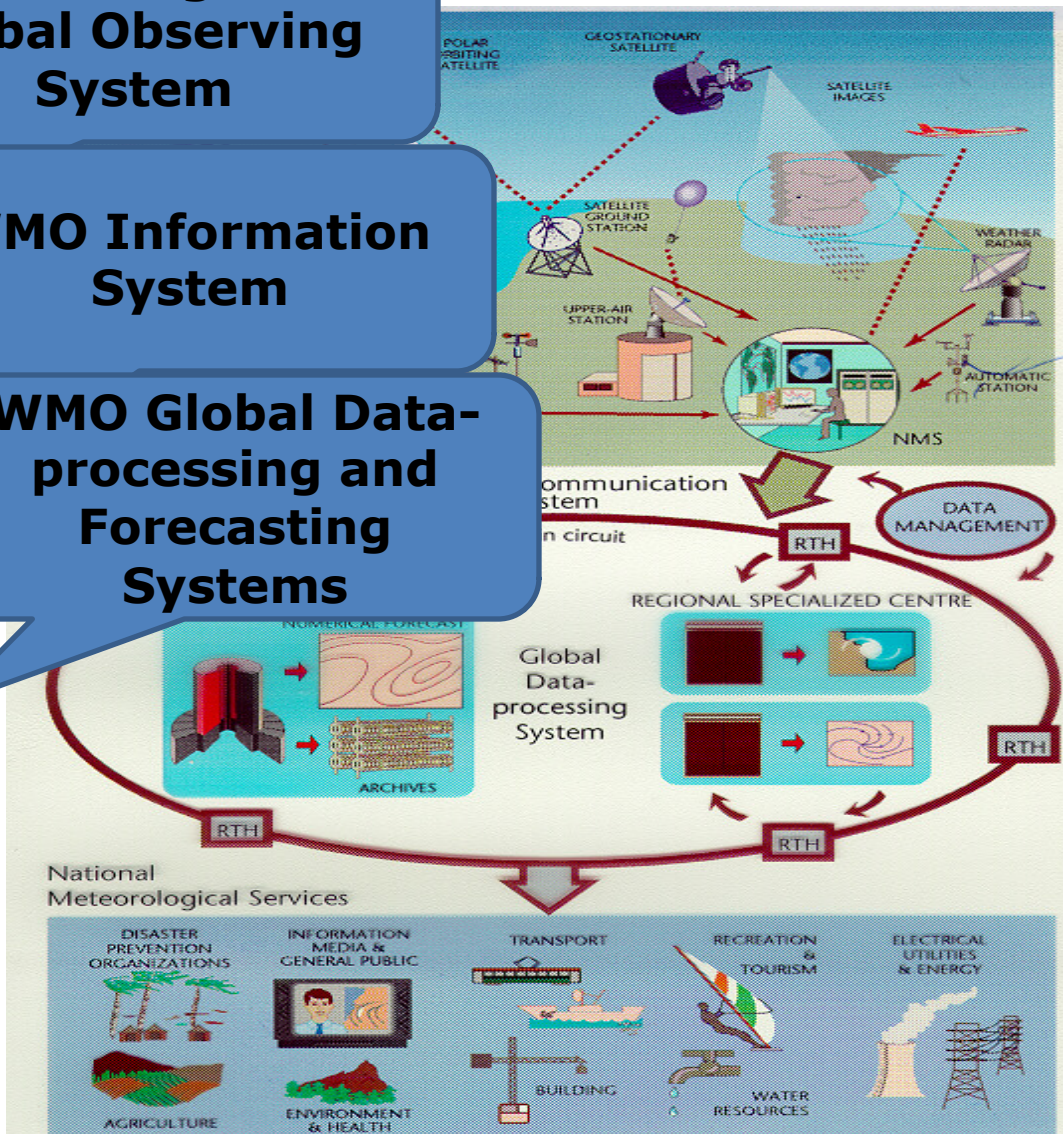 bal Observing
System
MO Information
System
WMO Global Data-
processing and
Forecasting
Systems
POLAR
ORBITING
SATELLITE
GEOSTATIONARY
SATELLITE
SATELLITE
IMAGES
SATELLITE
GROUND
STATION
WEATHER
RADAR
UPPER-AIR
STATION
AUTOMATIC
STATION
NMS
ommunication
stem
n circuit
DATA
MANAGEMENT
RTH
REGIONAL SPECIALIZED CENTRE
NUMERICAL FORECAST
Global
Data-
processing
System
ARCHIVES
RTH
RTH
RTH
National
Meteorological Services
DISASTER
PREVENTION
ORGANIZATIONS
INFORMATION
MEDIA &
GENERAL PUBLIC
TRANSPORT
RECREATION
&
TOURISM
ELECTRICAL
UTILITIES
& ENERGY
AGRICULTURE
ENVIRONMENT
& HEALTH
BUILDING
WATER
RESOURCES